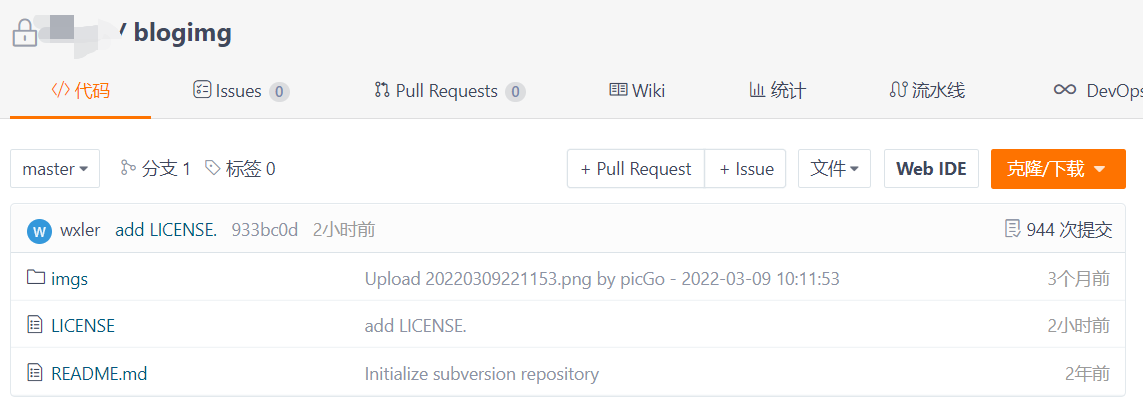 / blogimg
代码 Issues 0 Pull Requests 0 Wiki 统计 流水线 DevOps
master 分支 1 标签 0 + Pull Request + Issue 文件 Web IDE 克隆/下载
W wxler add LICENSE. 933bc0d 2小时前 944 次提交
imgs Upload 20220309221153.png by picGo - 2022-03-09 10:11:53 3个月前
LICENSE add LICENSE. 2小时前
README.md Initialize subversion repository 2年前